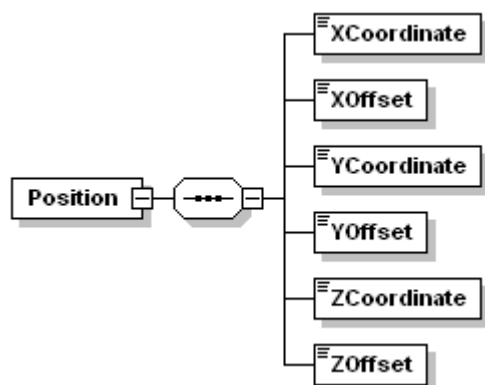 XCoordinate
XOffset
YCoordinate
Position
YOffset
ZCoordinate
ZOffset